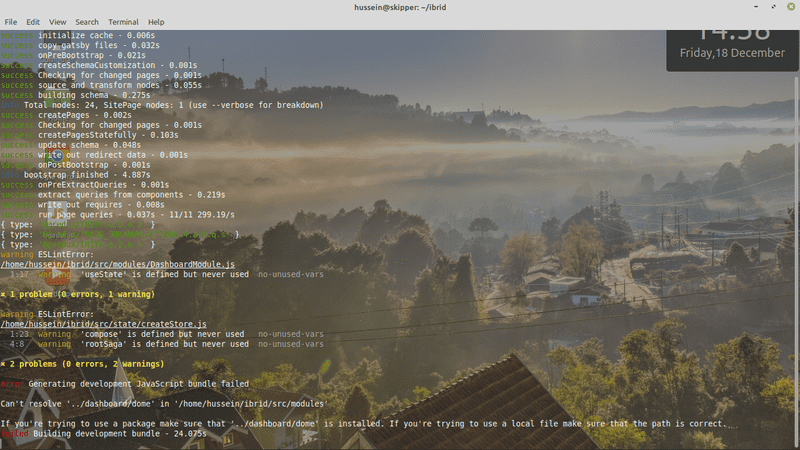 hussein@skipper: ~/ibrid
File Edit View Search Terminal Help
14:58
Friday,18 December
success initialize cache - 0.006s
success copy gatsby files - 0.032s
success onPreBootstrap - 0.021s
success createSchemaCustomization - 0.001s
success Checking for changed pages - 0.001s
success source and transform nodes - 0.055s
success building schema - 0.275s
info Total nodes: 24, SitePage nodes: 1 (use --verbose for breakdown)
success createPages - 0.002s
success Checking for changed pages - 0.001s
success createPagesStatefully - 0.103s
success update schema - 0.048s
success write out redirect data - 0.001s
success onPostBootstrap - 0.001s
info bootstrap finished - 4.887s
success onPreExtractQueries - 0.001s
success extract queries from components - 0.219s
success write out requires - 0.008s
success run page queries - 0.037s - 11/11 299.19/s
{ type: }
{ type: }
{ type: }
warning ESLintError:
/home/hussein/ibrid/src/modules/DashboardModule.js
1:17 warning 'useState' is defined but never used no-unused-vars
✖ 1 problem (0 errors, 1 warning)
warning ESLintError:
/home/hussein/ibrid/src/state/createStore.js
1:23 warning 'compose' is defined but never used no-unused-vars
4:8 warning 'rootSaga' is defined but never used no-unused-vars
✖ 2 problems (0 errors, 2 warnings)
error Generating development JavaScript bundle failed
Can't resolve '../dashboard/dome' in '/home/hussein/ibrid/src/modules'
If you're trying to use a package make sure that '../dashboard/dome' is installed. If you're trying to use a local file make sure that the path is correct.
failed Building development bundle - 24.075s